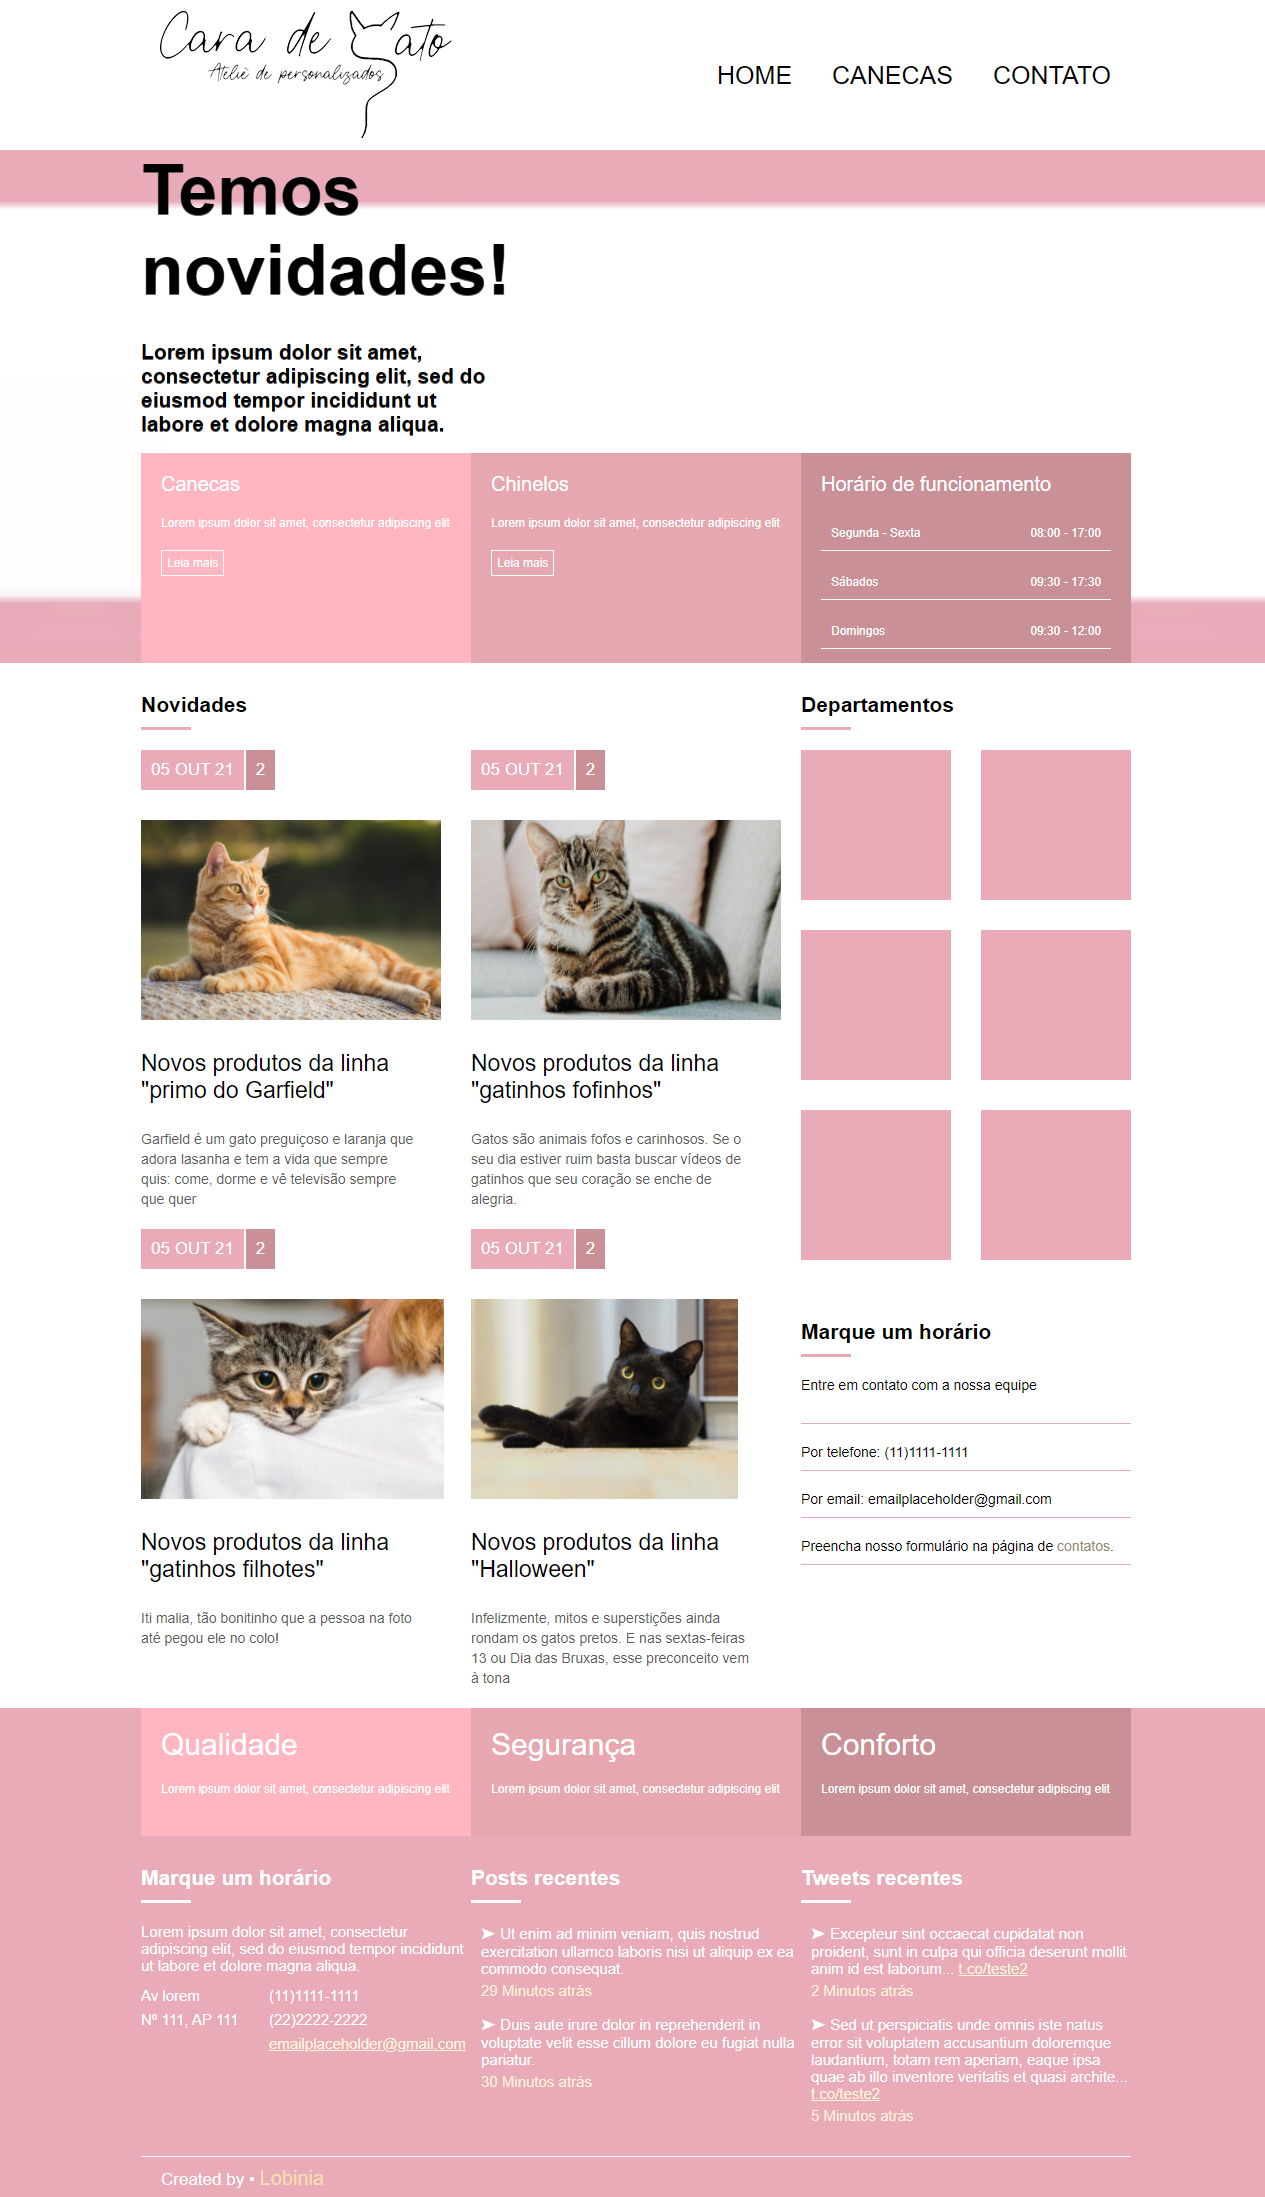 Cara de Gato
Ateliê de personalizados
HOME
CANECAS
CONTATO
Temos
novidades!
Lorem ipsum dolor sit amet,
consectetur adipiscing elit, sed do
eiusmod tempor incididunt ut
labore et dolore magna aliqua.
Canecas
Lorem ipsum dolor sit amet, consectetur adipiscing elit
Leia mais
Chinelos
Lorem ipsum dolor sit amet, consectetur adipiscing elit
Leia mais
Horário de funcionamento
Segunda - Sexta 08:00 - 17:00
Sábados 09:30 - 17:30
Domingos 09:30 - 12:00
Novidades
05 OUT 21 2
Novos produtos da linha
"primo do Garfield"
Garfield é um gato preguiçoso e laranja que
adora lasanha e tem a vida que sempre
quis: come, dorme e vê televisão sempre
que quer
05 OUT 21 2
Novos produtos da linha
"gatinhos fofinhos"
Gatos são animais fofos e carinhosos. Se o
seu dia estiver ruim basta buscar vídeos de
gatinhos que seu coração se enche de
alegria.
05 OUT 21 2
Novos produtos da linha
"gatinhos filhotes"
Iti malia, tão bonitinho que a pessoa na foto
até pegou ele no colo!
05 OUT 21 2
Novos produtos da linha
"Halloween"
Infelizmente, mitos e superstições ainda
rondam os gatos pretos. E nas sextas-feiras
13 ou Dia das Bruxas, esse preconceito vem
à tona
Departamentos
Marque um horário
Entre em contato com a nossa equipe
Por telefone: (11)1111-1111
Por email: emailplaceholder@gmail.com
Preencha nosso formulário na página de contatos.
Qualidade
Lorem ipsum dolor sit amet, consectetur adipiscing elit
Segurança
Lorem ipsum dolor sit amet, consectetur adipiscing elit
Conforto
Lorem ipsum dolor sit amet, consectetur adipiscing elit
Marque um horário
Lorem ipsum dolor sit amet, consectetur
adipiscing elit, sed do eiusmod tempor incididunt
ut labore et dolore magna aliqua.
Av lorem (11)1111-1111
Nº 111, AP 111 (22)2222-2222
emailplaceholder@gmail.com
Posts recentes
➤ Ut enim ad minim veniam, quis nostrud
exercitation ullamco laboris nisi ut aliquip ex ea
commodo consequat.
29 Minutos atrás
➤ Duis aute irure dolor in reprehenderit in
voluptate velit esse cillum dolore eu fugiat nulla
pariatur.
30 Minutos atrás
Tweets recentes
➤ Excepteur sint occaecat cupidatat non
proident, sunt in culpa qui officia deserunt mollit
anim id est laborum... t.co/teste2
2 Minutos atrás
➤ Sed ut perspiciatis unde omnis iste natus
error sit voluptatem accusantium doloremque
laudantium, totam rem aperiam, eaque ipsa
quae ab illo inventore veritatis et quasi archite...
t.co/teste2
5 Minutos atrás
Created by • Lobinia